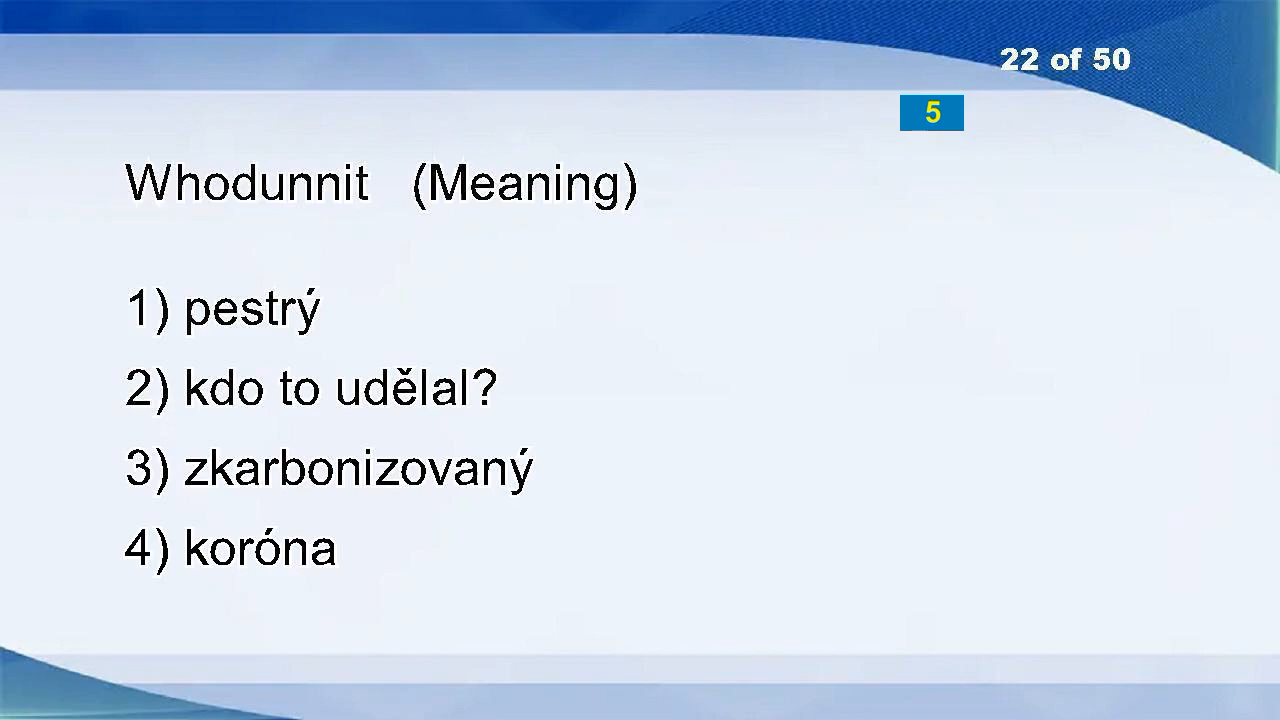 22 of 50
5
Whodunnit (Meaning)
1) pestrý
2) kdo to udělal?
3) zkarbonizovaný
4) koróna